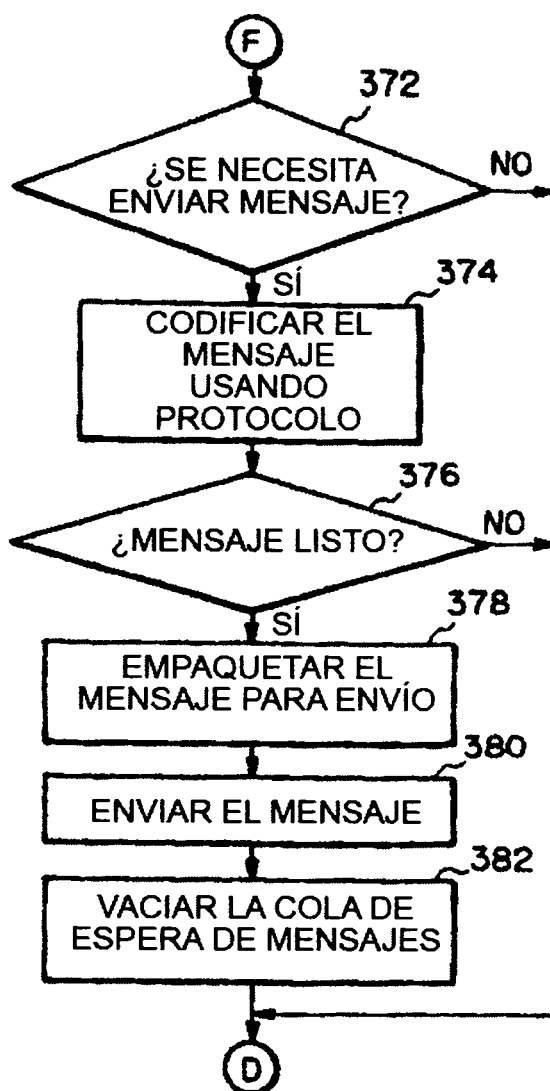 F
372
¿SE NECESITA
ENVIAR MENSAJE?
NO
SÍ
374
CODIFICAR EL
MENSAJE
USANDO
PROTOCOLO
376
¿MENSAJE LISTO?
NO
SÍ
378
EMPAQUETAR EL
MENSAJE PARA ENVÍO
380
ENVIAR EL MENSAJE
382
VACIAR LA COLA DE
ESPERA DE MENSAJES
D